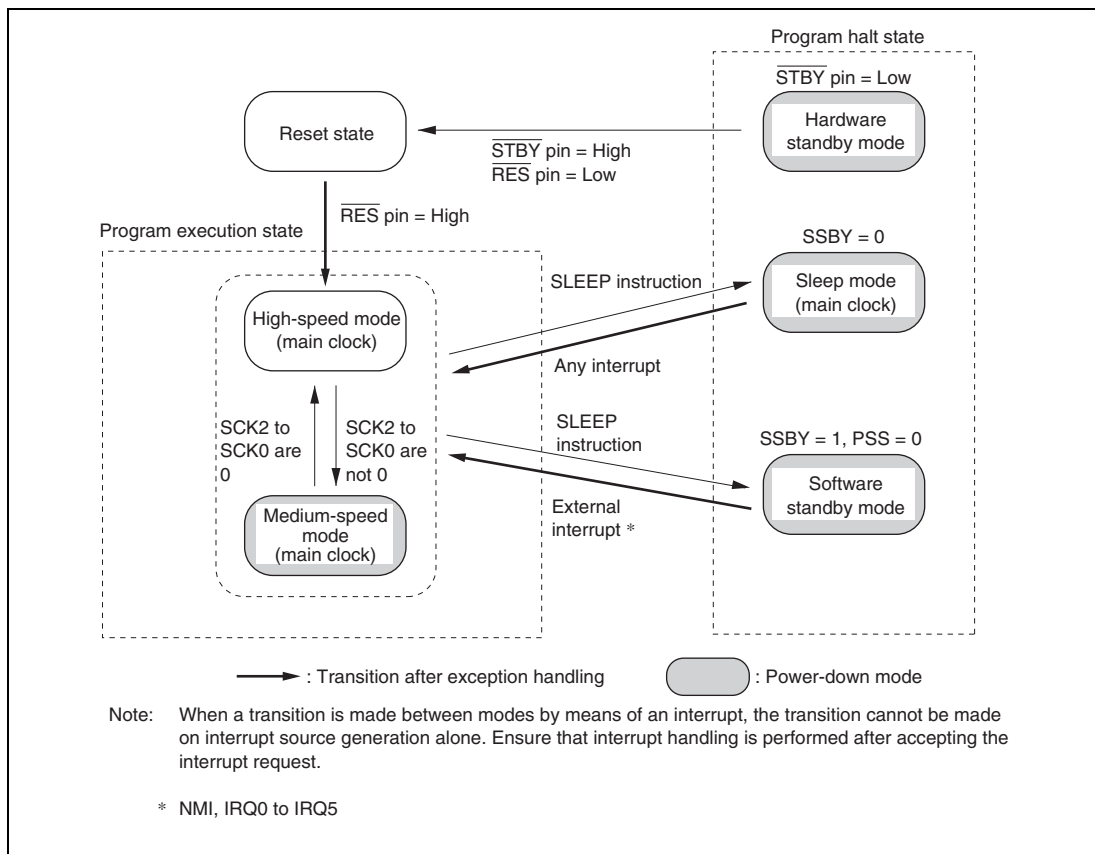 Program halt state
STBY pin = Low
Hardware
standby mode
Reset state
STBY pin = High
RES pin = Low
RES pin = High
Program execution state
SSBY = 0
Sleep mode
(main clock)
SLEEP instruction
Any interrupt
High-speed mode
(main clock)
SCK2 to
SCK0 are
0
SCK2 to
SCK0 are
not 0
Medium-speed
mode
(main clock)
SLEEP
instruction
External
interrupt *
SSBY = 1, PSS = 0
Software
standby mode
: Transition after exception handling
: Power-down mode
Note: When a transition is made between modes by means of an interrupt, the transition cannot be made
on interrupt source generation alone. Ensure that interrupt handling is performed after accepting the
interrupt request.
* NMI, IRQ0 to IRQ5